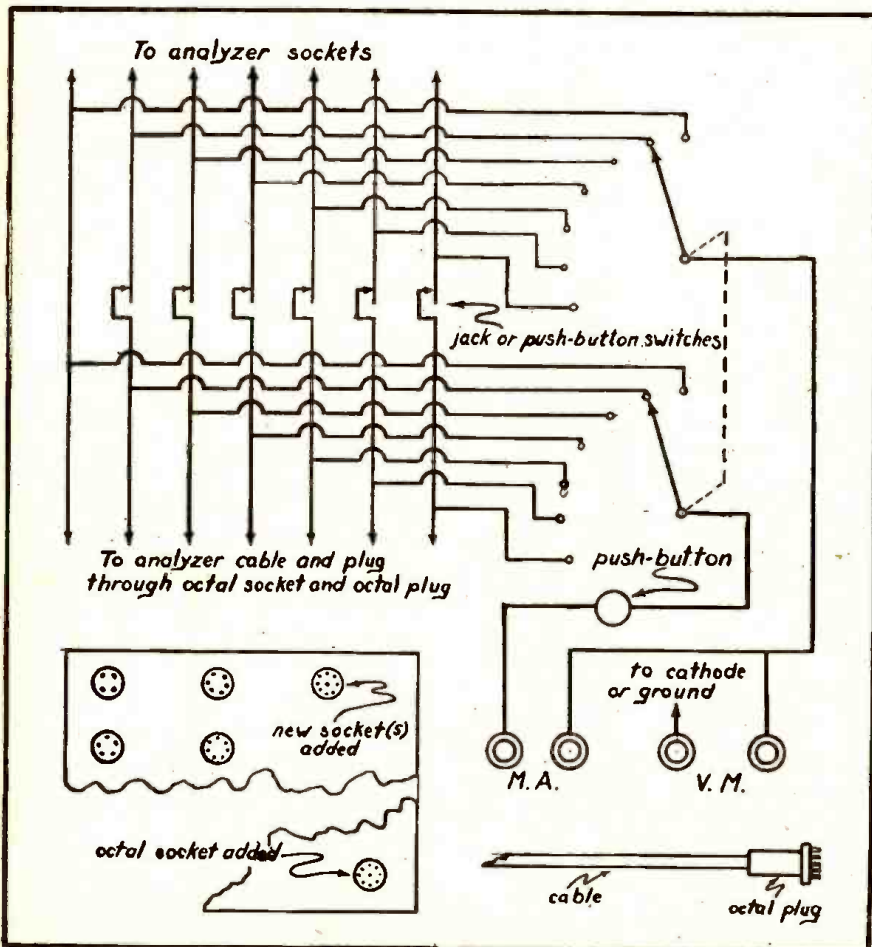 To analyzer sockets
jack or push-button switches
To analyzer cable and plug
through octal socket and octal plug
push-button
to cathode
or ground
new socket(s)
added
M.A.
V.M.
octal socket added
cable
octal plug